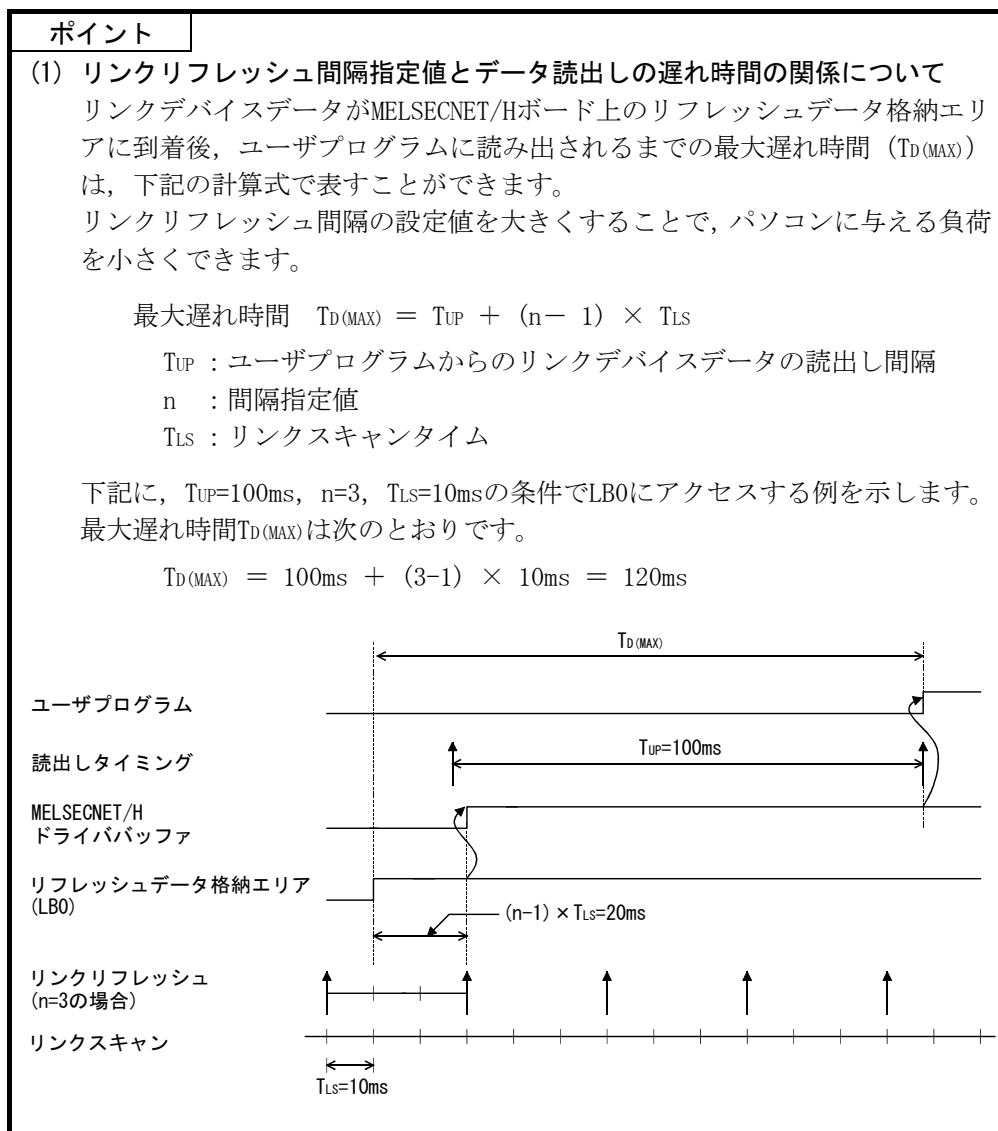 ポイント
(1) リンクリフレッシュ間隔指定値とデータ読出しの遅れ時間の関係について
リンクデバイスデータがMELSECNET/Hボード上のリフレッシュデータ格納エリ
アに到着後，ユーザプログラムに読み出されるまでの最大遅れ時間（TD(MAX)）
は，下記の計算式で表すことができます。
リンクリフレッシュ間隔の設定値を大きくすることで，パソコンに与える負荷
を小さくできます。
最大遅れ時間　TD(MAX) ＝ TUP ＋ (n－ 1) × TLS
TUP ：ユーザプログラムからのリンクデバイスデータの読出し間隔
n ：間隔指定値
TLS ：リンクスキャンタイム
下記に，TUP=100ms，n=3，TLS=10msの条件でLB0にアクセスする例を示します。
最大遅れ時間TD(MAX)は次のとおりです。
TD(MAX) ＝ 100ms ＋ (3-1) × 10ms ＝ 120ms
TD(MAX)
ユーザプログラム
読出しタイミング
TUP=100ms
MELSECNET/H
ドライババッファ
リフレッシュデータ格納エリア
(LB0)
(n-1)×TLS=20ms
リンクリフレッシュ
(n=3の場合)
リンクスキャン
TLS=10ms